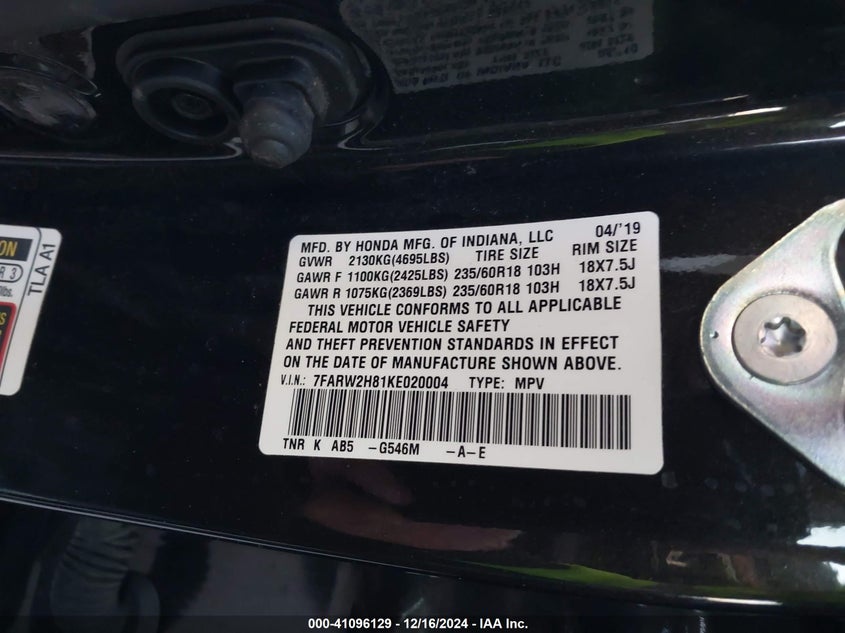 MFD. BY HONDA MFG. OF INDIANA, LLC 04/'19
GVWR 2130KG(4695LBS) TIRE SIZE RIM SIZE
GAWR F 1100KG(2425LBS) 235/60R18 103H 18X7.5J
GAWR R 1075KG(2369LBS) 235/60R18 103H 18X7.5J
THIS VEHICLE CONFORMS TO ALL APPLICABLE
FEDERAL MOTOR VEHICLE SAFETY
AND THEFT PREVENTION STANDARDS IN EFFECT
ON THE DATE OF MANUFACTURE SHOWN ABOVE.
V.I.N.: 7FARW2H81KE020004 TYPE: MPV
TNR K AB5 -G546M -A-E
TLA A1
000-41096129 - 12/16/2024 - IAA Inc.